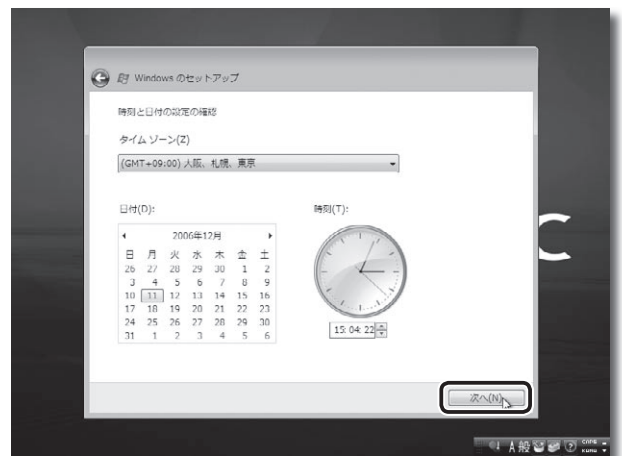 Windows のセットアップ
時刻と日付の設定の確認
タイム ゾーン(Z)
(GMT+09:00) 大阪、札幌、東京
日付(D):
時刻(T):
2006年12月
日 月 火 水 木 金 土
26 27 28 29 30 1 2
3 4 5 6 7 8 9
10 11 12 13 14 15 16
17 18 19 20 21 22 23
24 25 26 27 28 29 30
31 1 2 3 4 5 6
15:04:22
C
次へ(N)
A 般
CAPS
KANA